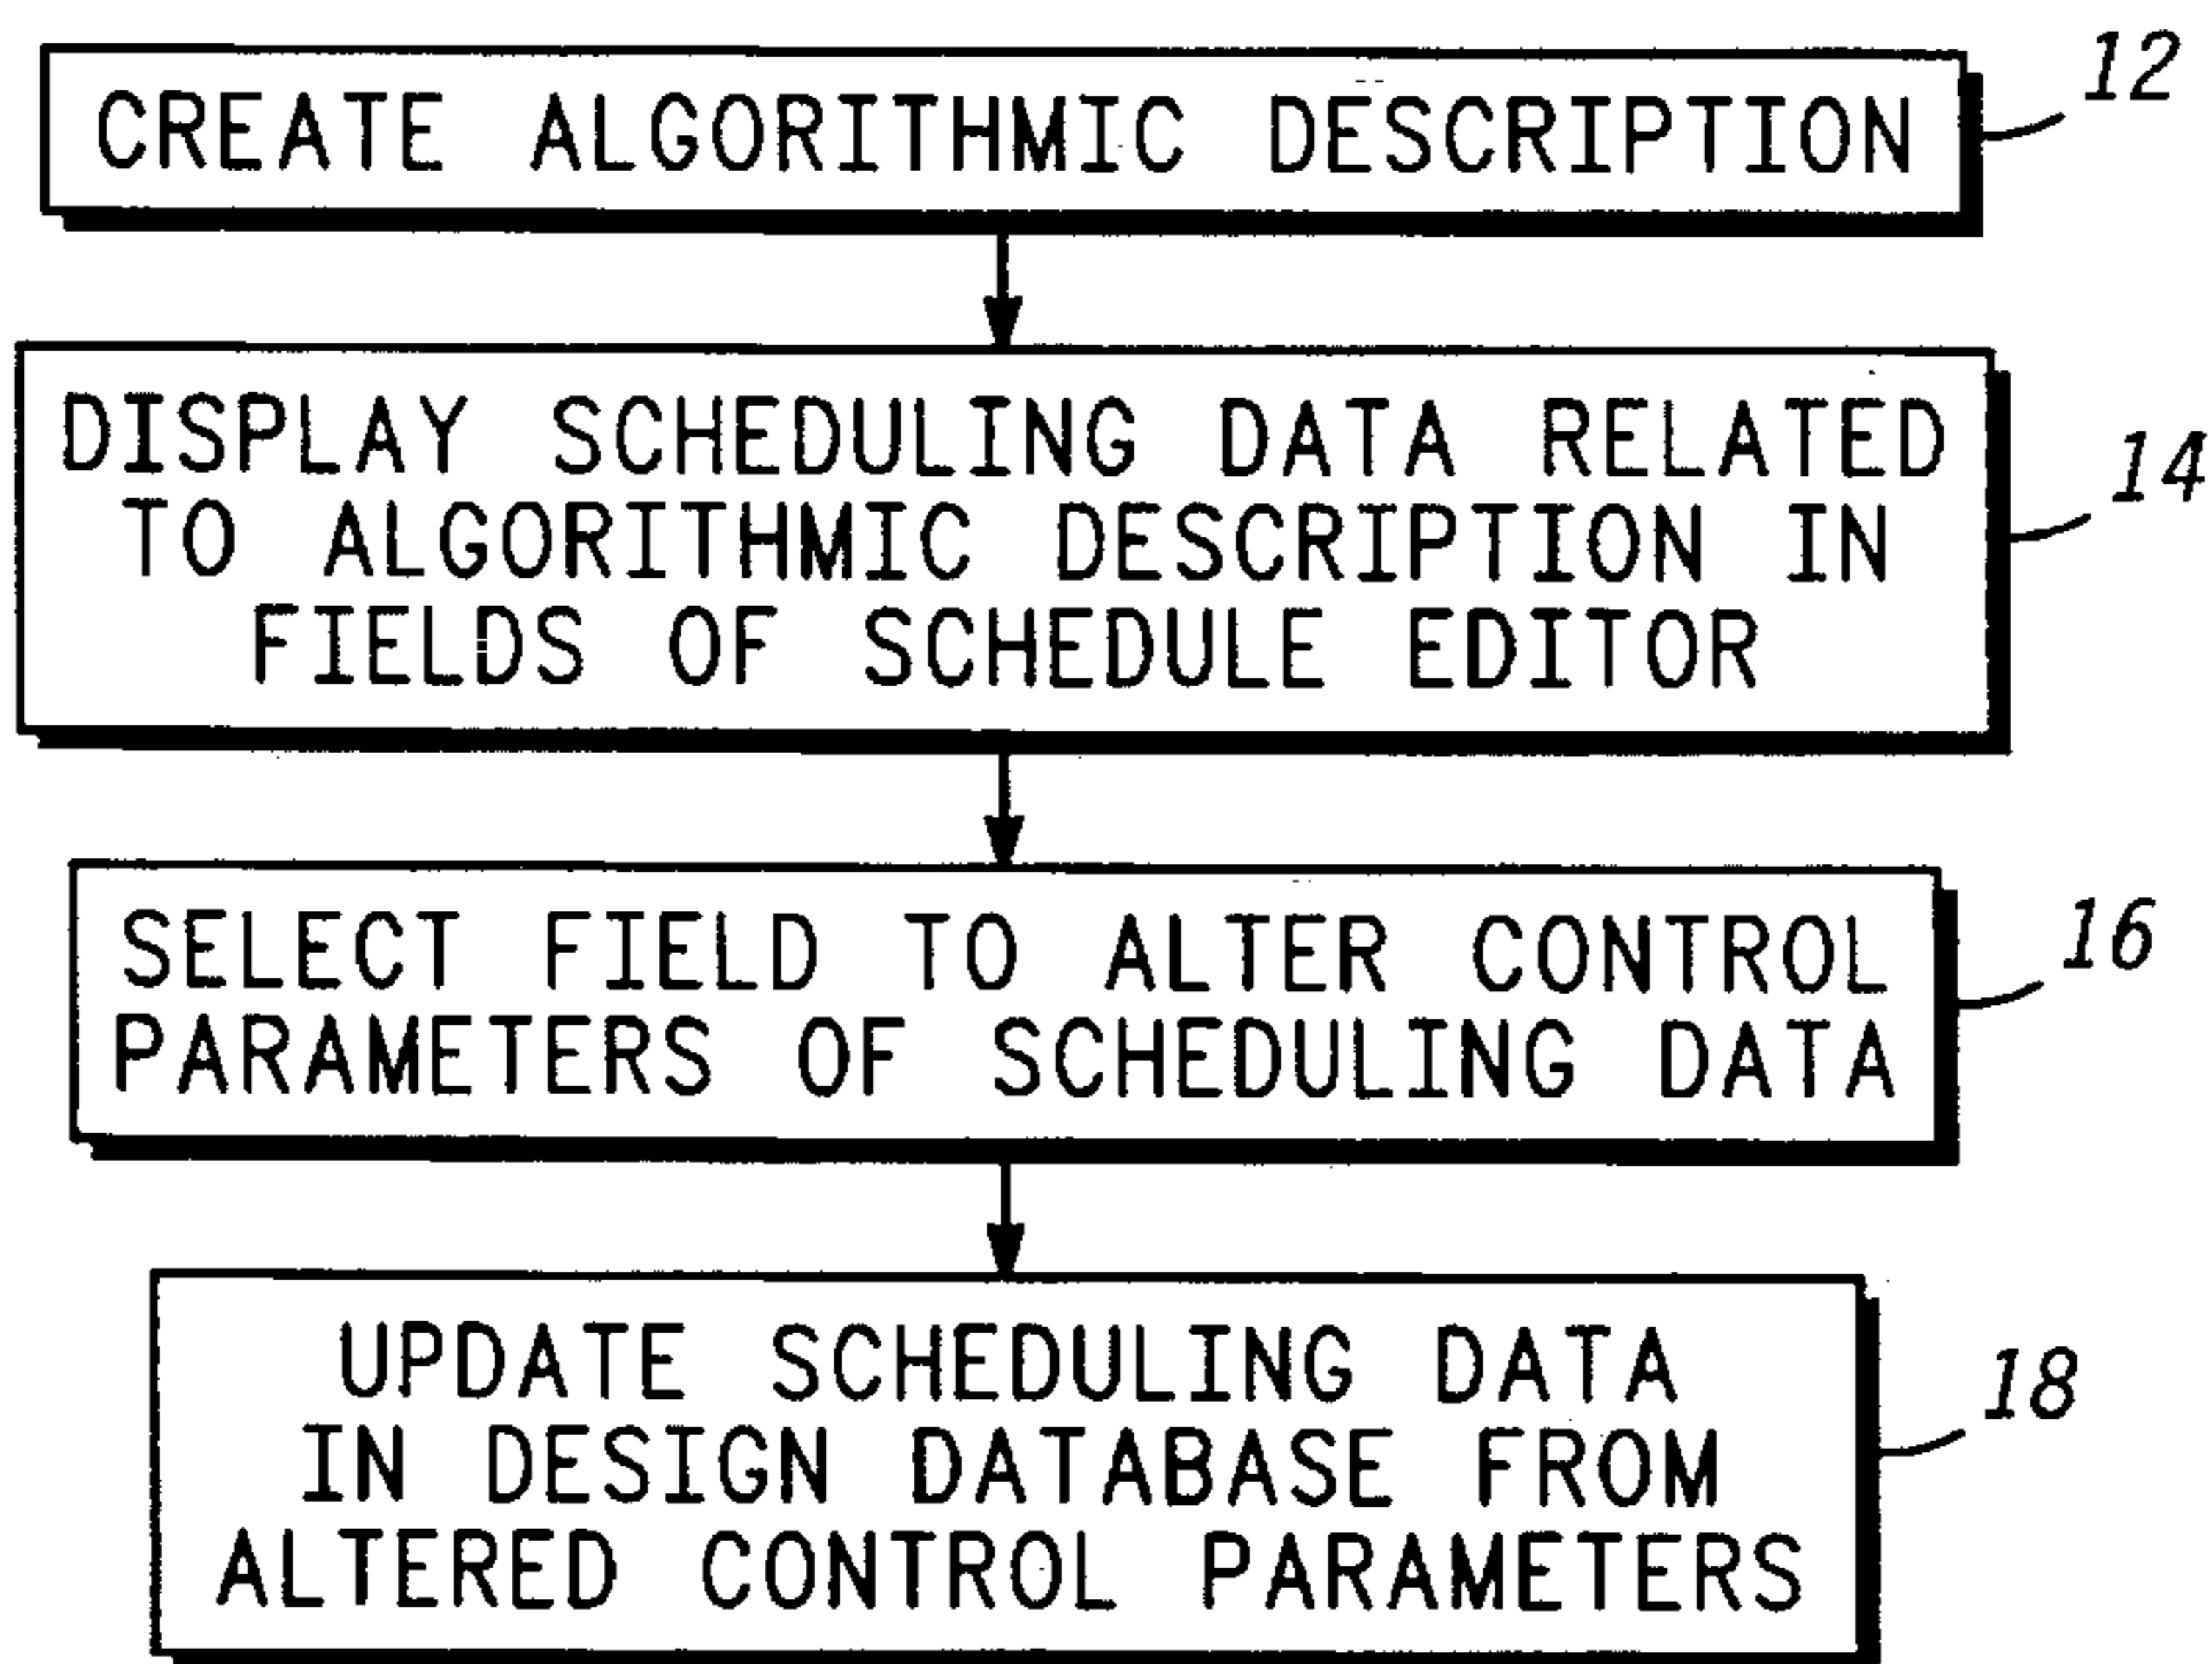 CREATE ALGORITHMIC DESCRIPTION
12
DISPLAY SCHEDULING DATA RELATED
TO ALGORITHMIC DESCRIPTION IN
FIELDS OF SCHEDULE EDITOR
14
SELECT FIELD TO ALTER CONTROL
PARAMETERS OF SCHEDULING DATA
16
UPDATE SCHEDULING DATA
IN DESIGN DATABASE FROM
ALTERED CONTROL PARAMETERS
18